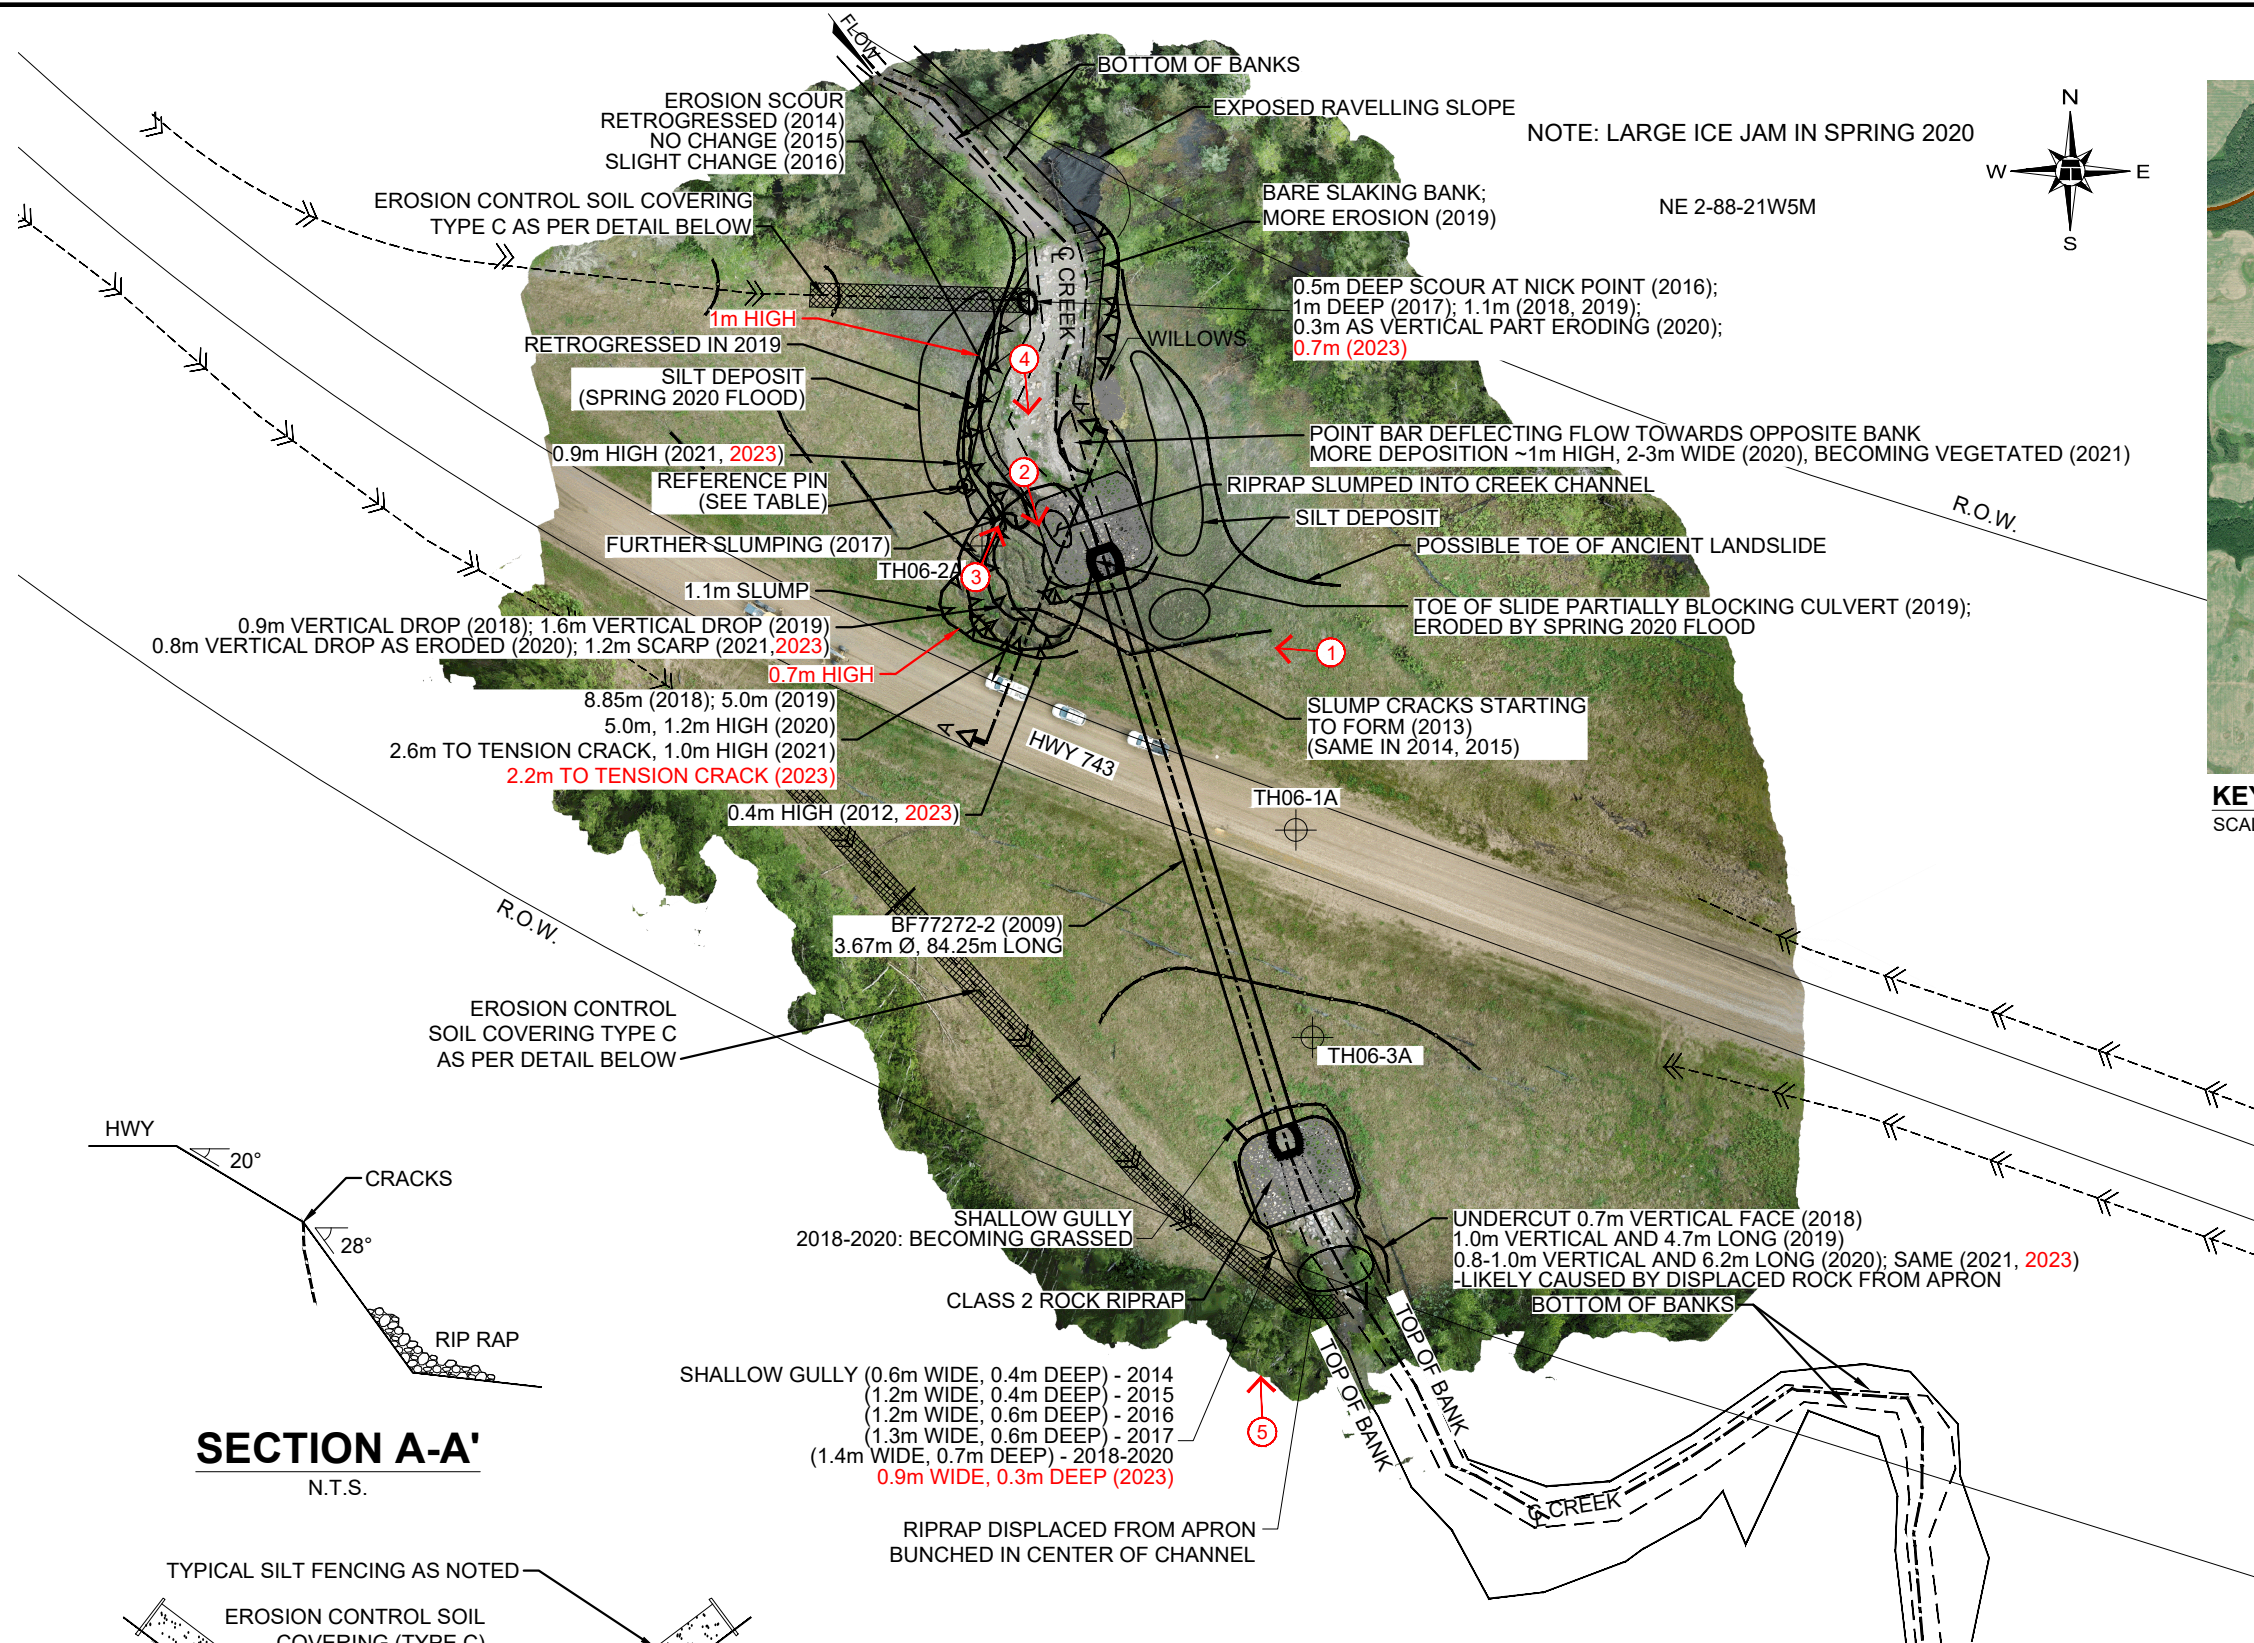 FLOW
BOTTOM OF BANKS
EROSION SCOUR
RETROGRESSED (2014)
NO CHANGE (2015)
SLIGHT CHANGE (2016)
EXPOSED RAVELLING SLOPE
NOTE: LARGE ICE JAM IN SPRING 2020
N
W
E
S
EROSION CONTROL SOIL COVERING
TYPE C AS PER DETAIL BELOW
BARE SLAKING BANK;
MORE EROSION (2019)
NE 2-88-21W5M
℄ CREEK
0.5m DEEP SCOUR AT NICK POINT (2016);
1m DEEP (2017); 1.1m (2018, 2019);
0.3m AS VERTICAL PART ERODING (2020);
0.7m (2023)
1m HIGH
RETROGRESSED IN 2019
WILLOWS
4
SILT DEPOSIT
(SPRING 2020 FLOOD)
A'
POINT BAR DEFLECTING FLOW TOWARDS OPPOSITE BANK
MORE DEPOSITION ~1m HIGH, 2-3m WIDE (2020), BECOMING VEGETATED (2021)
0.9m HIGH (2021, 2023)
2
REFERENCE PIN
(SEE TABLE)
RIPRAP SLUMPED INTO CREEK CHANNEL
R.O.W.
SILT DEPOSIT
FURTHER SLUMPING (2017)
POSSIBLE TOE OF ANCIENT LANDSLIDE
TH06-2A
3
1.1m SLUMP
TOE OF SLIDE PARTIALLY BLOCKING CULVERT (2019);
ERODED BY SPRING 2020 FLOOD
0.9m VERTICAL DROP (2018); 1.6m VERTICAL DROP (2019)
0.8m VERTICAL DROP AS ERODED (2020); 1.2m SCARP (2021,2023)
1
0.7m HIGH
8.85m (2018); 5.0m (2019)
5.0m, 1.2m HIGH (2020)
2.6m TO TENSION CRACK, 1.0m HIGH (2021)
2.2m TO TENSION CRACK (2023)
SLUMP CRACKS STARTING
TO FORM (2013)
(SAME IN 2014, 2015)
A
HWY 743
TH06-1A
0.4m HIGH (2012, 2023)
KEY
R.O.W.
BF77272-2 (2009)
3.67m Ø, 84.25m LONG
EROSION CONTROL
SOIL COVERING TYPE C
AS PER DETAIL BELOW
TH06-3A
HWY
20°
CRACKS
28°
RIP RAP
SECTION A-A'
N.T.S.
SHALLOW GULLY
2018-2020: BECOMING GRASSED
UNDERCUT 0.7m VERTICAL FACE (2018)
1.0m VERTICAL AND 4.7m LONG (2019)
0.8-1.0m VERTICAL AND 6.2m LONG (2020); SAME (2021, 2023)
-LIKELY CAUSED BY DISPLACED ROCK FROM APRON
CLASS 2 ROCK RIPRAP
BOTTOM OF BANKS
TOP OF BANK
TOP OF BANK
SHALLOW GULLY (0.6m WIDE, 0.4m DEEP) - 2014
(1.2m WIDE, 0.4m DEEP) - 2015
(1.2m WIDE, 0.6m DEEP) - 2016
(1.3m WIDE, 0.6m DEEP) - 2017
(1.4m WIDE, 0.7m DEEP) - 2018-2020
0.9m WIDE, 0.3m DEEP (2023)
5
℄ CREEK
RIPRAP DISPLACED FROM APRON
BUNCHED IN CENTER OF CHANNEL
TYPICAL SILT FENCING AS NOTED
EROSION CONTROL SOIL
COVERING (TYPE C)